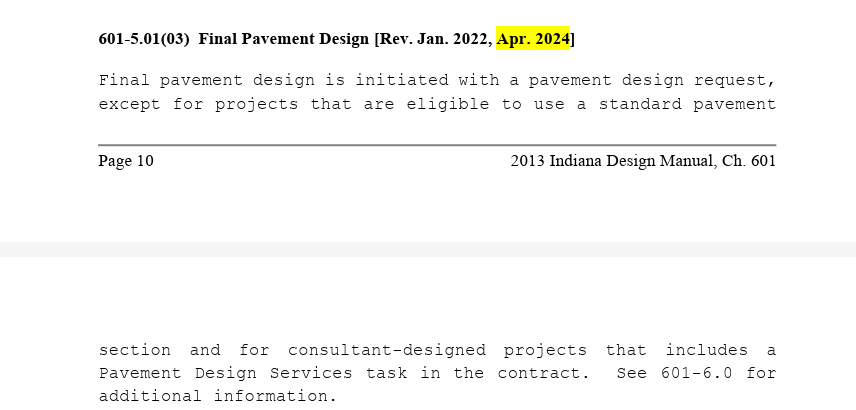 601-5.01(03) Final Pavement Design [Rev. Jan. 2022, Apr. 2024]
Final pavement design is initiated with a pavement design request,
except for projects that are eligible to use a standard pavement
Page 10 2013 Indiana Design Manual, Ch. 601
section and for consultant-designed projects that includes a
Pavement Design Services task in the contract. See 601-6.0 for
additional information.